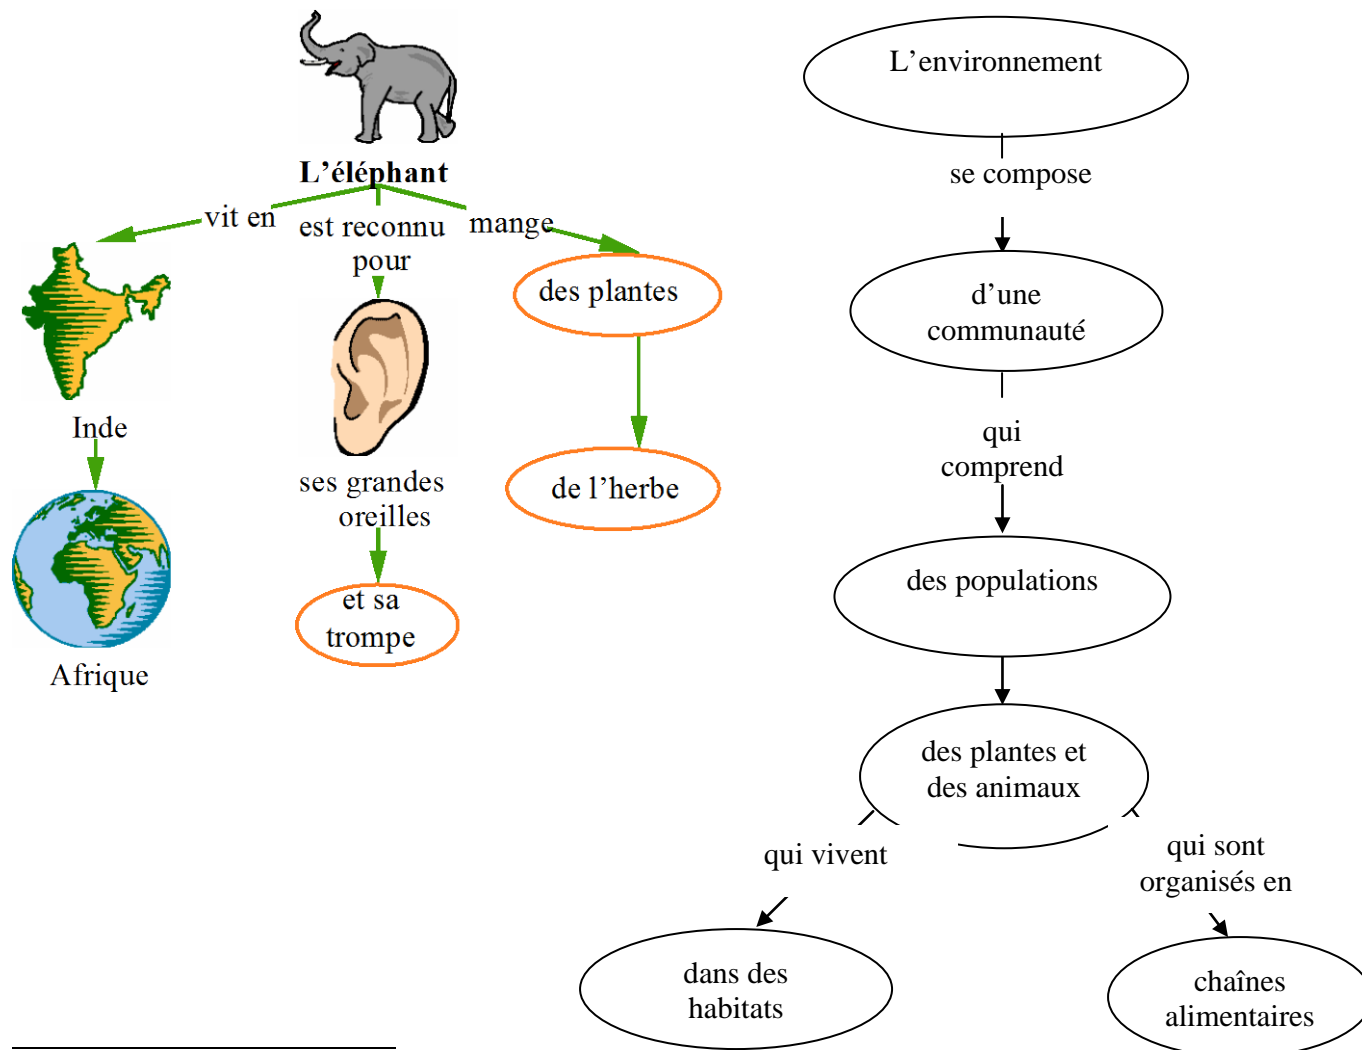 L'éléphant
vit en
est reconnu
pour
mange
Inde
Afrique
ses grandes
oreilles
et sa
trompe
des plantes
de l'herbe
L'environnement
se compose
d'une
communauté
qui
comprend
des populations
des plantes et
des animaux
qui vivent
dans des
habitats
qui sont
organisés en
chaînes
alimentaires